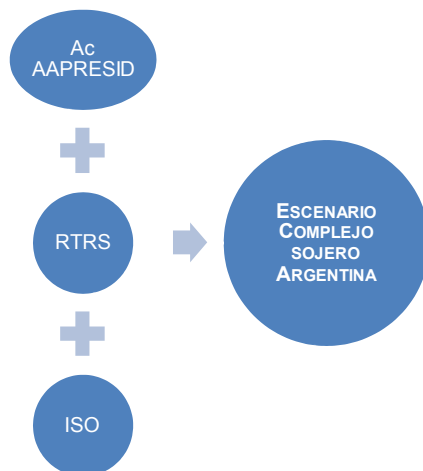 Ac
AAPRESID
RTRS
ISO
ESCENARIO
COMPLEJO
SOJERO
ARGENTINA